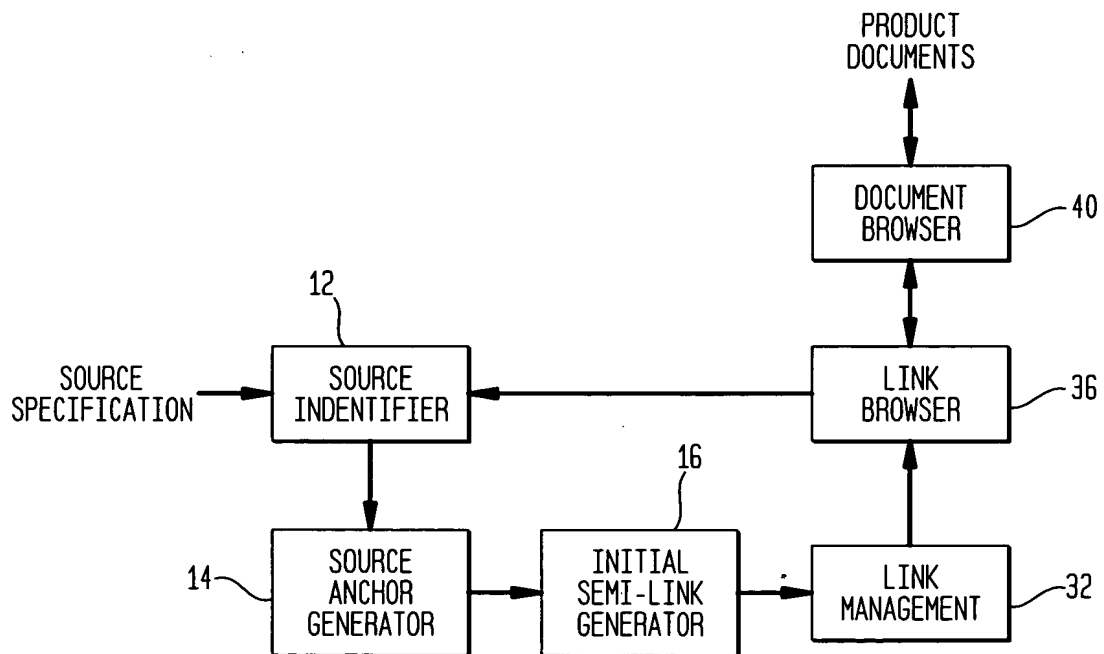 PRODUCT
DOCUMENTS
DOCUMENT
BROWSER
40
12
SOURCE
SPECIFICATION
SOURCE
INDENTIFIER
LINK
BROWSER
36
16
14
SOURCE
ANCHOR
GENERATOR
INITIAL
SEMI-LINK
GENERATOR
LINK
MANAGEMENT
32